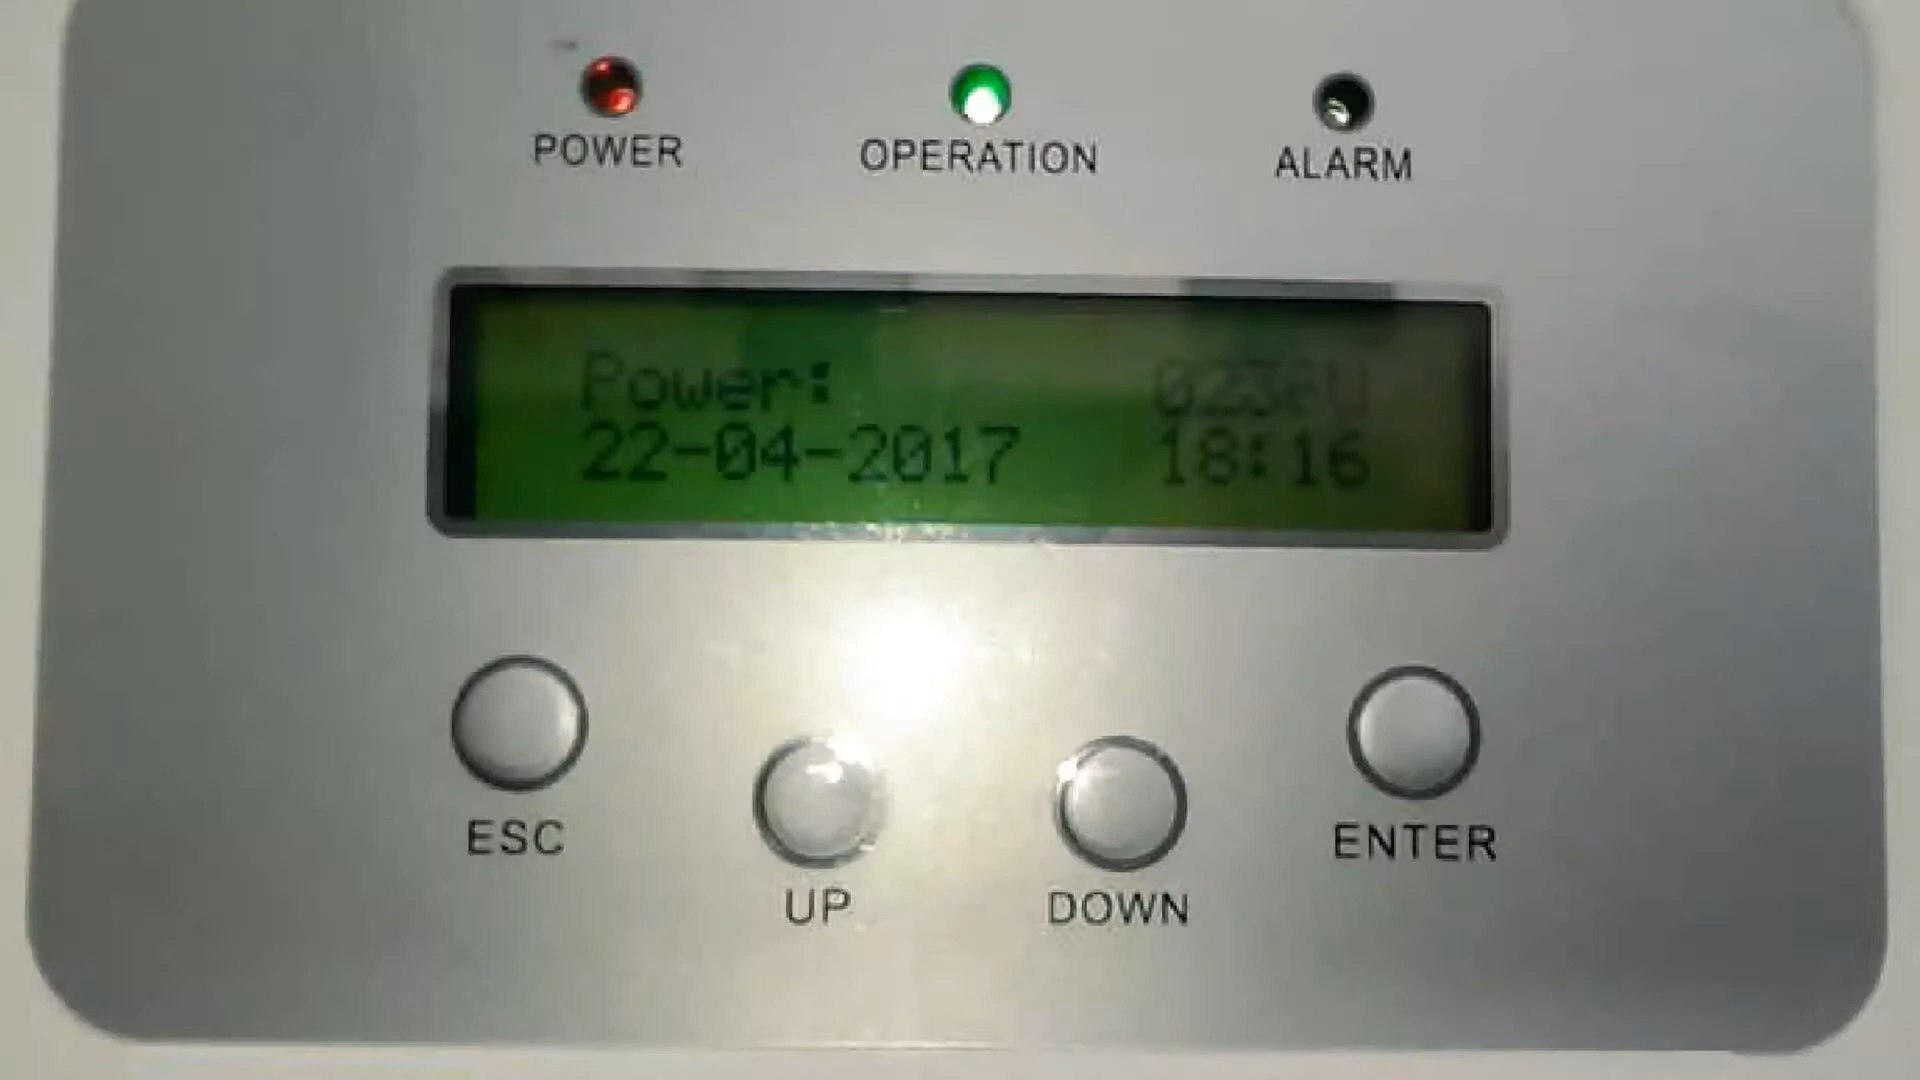 POWER OPERATION ALARM
Power:
22-04-2017 18:16
ESC ENTER
UP DOWN